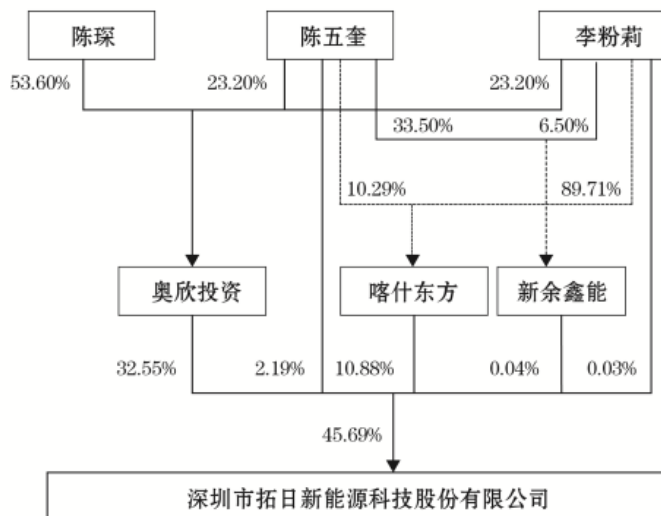 陈琛 陈五奎 李粉莉
53.60% 23.20% 23.20%
33.50% 6.50%
10.29% 89.71%
奥欣投资 喀什东方 新余鑫能
32.55% 2.19% 10.88% 0.04% 0.03%
45.69%
深圳市拓日新能源科技股份有限公司